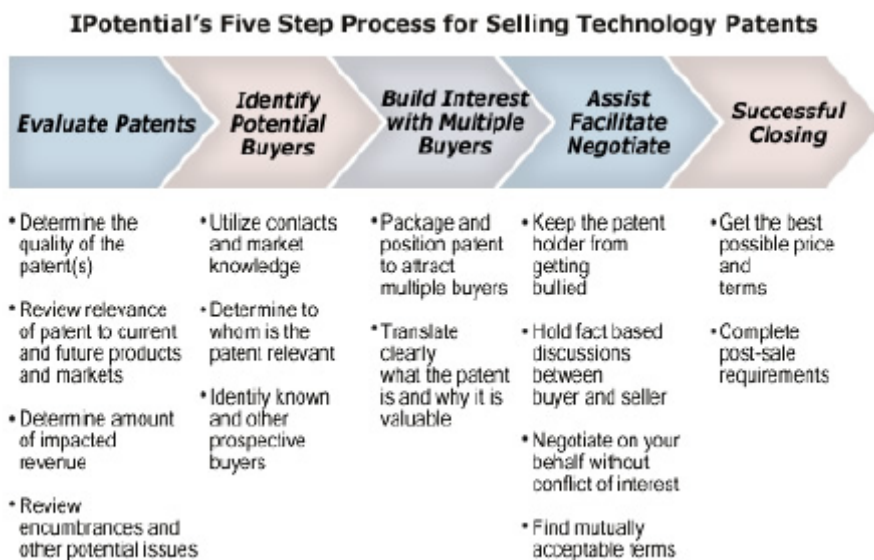 IPotential's Five Step Process for Selling Technology Patents
Evaluate Patents
Identify
Potential
Buyers
Build Interest
with Multiple
Buyers
Assist
Facilitate
Negotiate
Successful
Closing
• Determine the
quality of the
patent(s)
• Review relevance
of patent to current
and future products
and markets
• Determine amount
of impacted
revenue
• Review
encumbrances and
other potential issues
• Utilize contacts
and market
knowledge
• Determine to
whom is the
patent relevant
• Identify known
and other
prospective
buyers
• Package and
position patent
to attract
multiple buyers
• Translate
clearly
what the patent
is and why it is
valuable
• Keep the patent
holder from
getting
bullied
• Hold fact based
discussions
between
buyer and seller
• Negotiate on your
behalf without
conflict of interest
• Find mutually
acceptable terms
• Get the best
possible price
and
terms
• Complete
post-sale
requirements